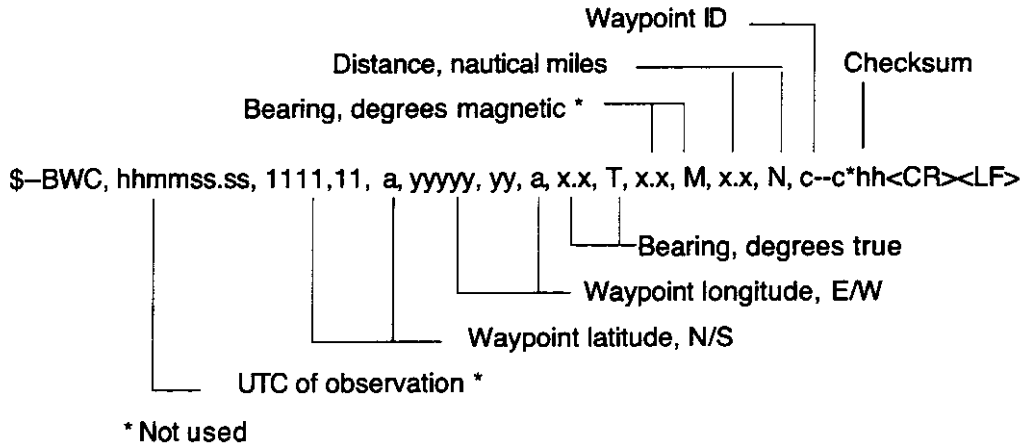 Waypoint ID
Distance, nautical miles
Checksum
Bearing, degrees magnetic *
$–BWC, hhmmss.ss, 1111,11, a, yyyyy, yy, a, x.x, T, x.x, M, x.x, N, c--c*hh<CR><LF>
Bearing, degrees true
Waypoint longitude, E/W
Waypoint latitude, N/S
UTC of observation *
* Not used